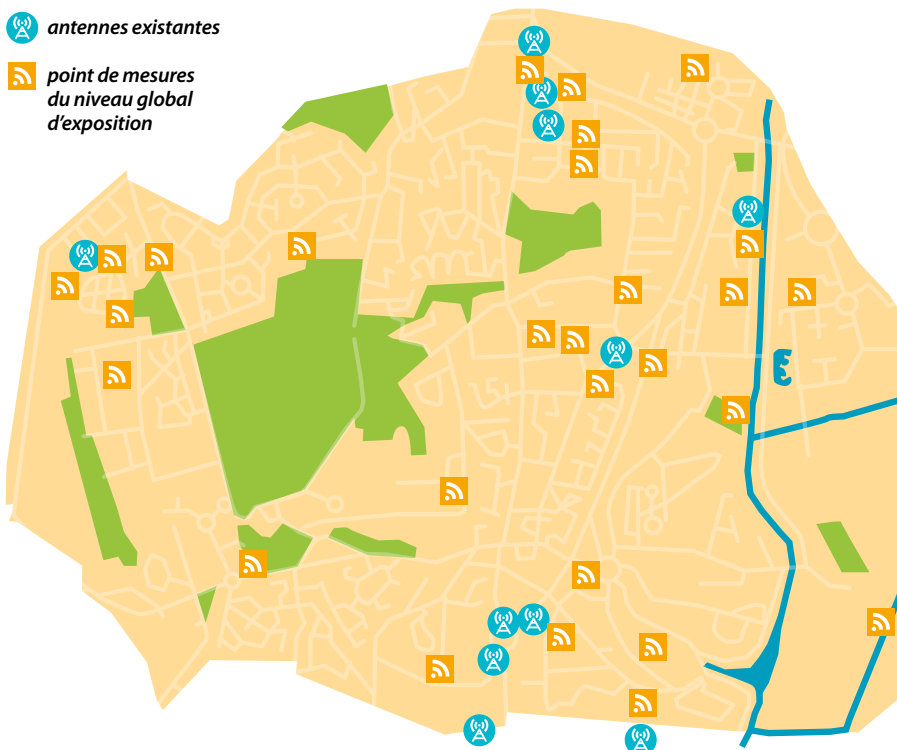 antennes existantes
point de mesures
du niveau global
d'exposition